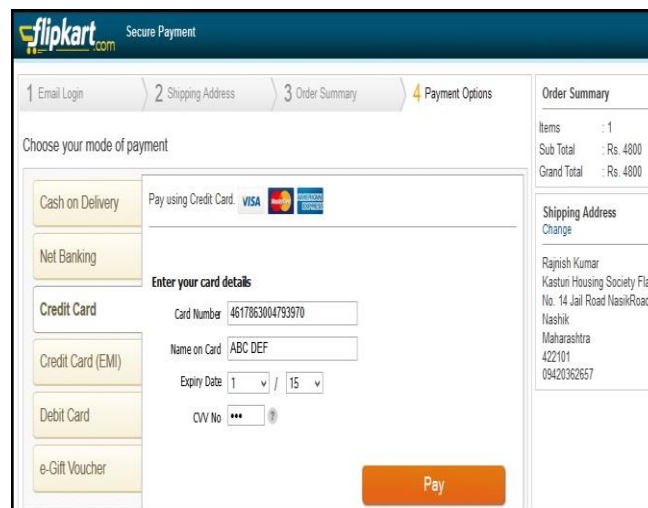 flipkart.com Secure Payment
1 Email Login 2 Shipping Address 3 Order Summary 4 Payment Options
Choose your mode of payment
Cash on Delivery
Net Banking
Credit Card
Credit Card (EMI)
Debit Card
e-Gift Voucher
Pay using Credit Card. VISA MasterCard AMERICAN EXPRESS
Enter your card details
Card Number 4617863004793970
Name on Card ABC DEF
Expiry Date 1 / 15
CVV No •••  ?
Pay
Order Summary
Items : 1
Sub Total : Rs. 4800
Grand Total : Rs. 4800
Shipping Address
Change
Rajnish Kumar
Kasturi Housing Society Fla
No. 14 Jail Road NasikRoad
Nashik
Maharashtra
422101
09420362657